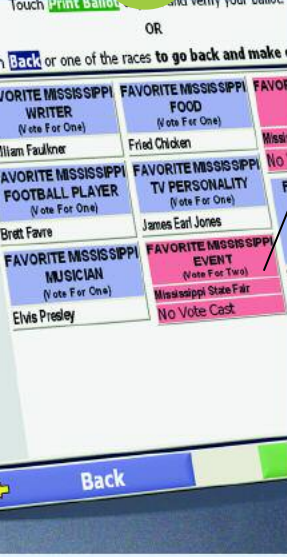 Touch Print Ballot and verify your ballot.
OR
Back or one of the races to go back and make
VORITE MISSISSIPPI
WRITER
(Vote For One)
lliam Faulkner
FAVORITE MISSISSIPPI
FOOD
(Vote For One)
Fried Chicken
FAVOR
Missi
No
AVORITE MISSISSIPPI
FOOTBALL PLAYER
(Vote For One)
Brett Favre
FAVORITE MISSISSIPPI
TV PERSONALITY
(Vote For One)
James Earl Jones
FAVORITE MISSISSIPPI
MUSICIAN
(Vote For One)
Elvis Presley
FAVORITE MISSISSIPPI
EVENT
(Vote For Two)
Mississippi State Fair
No Vote Cast
Back